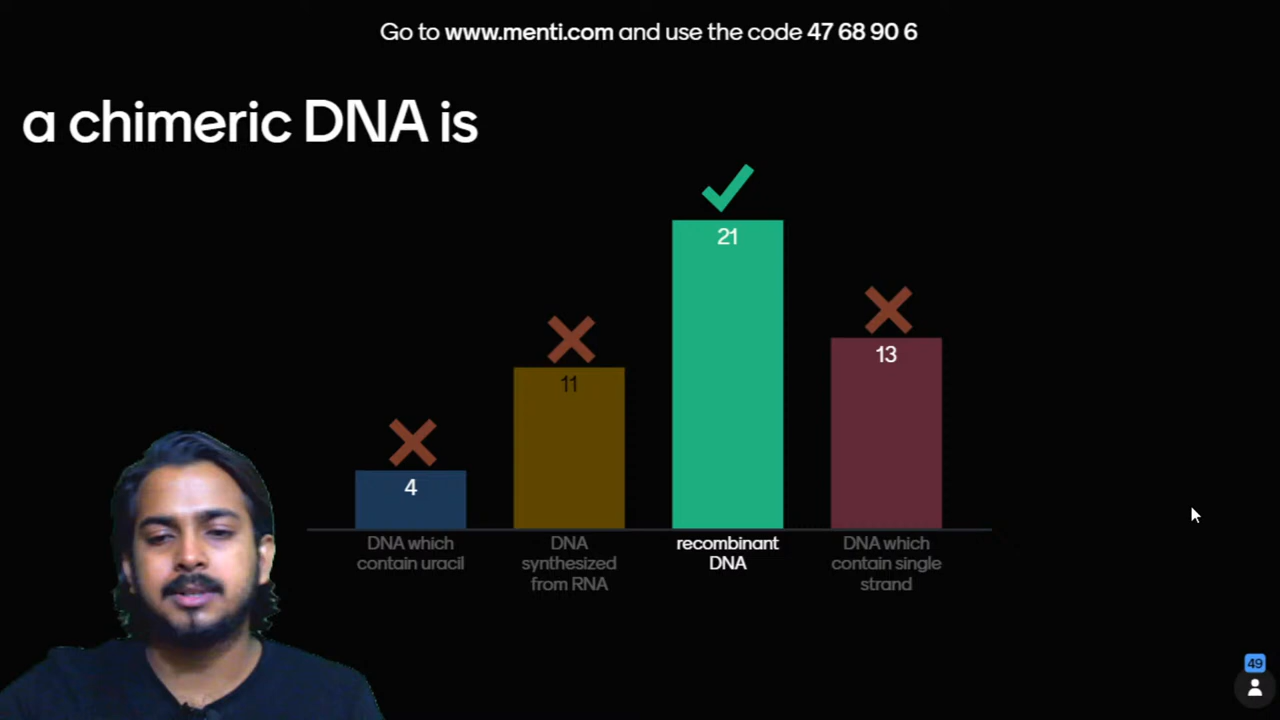 Go to www.menti.com and use the code 47 68 90 6
a chimeric DNA is
21
13
11
4
DNA which
contain uracil
DNA
synthesized
from RNA
recombinant
DNA
DNA which
contain single
strand
49